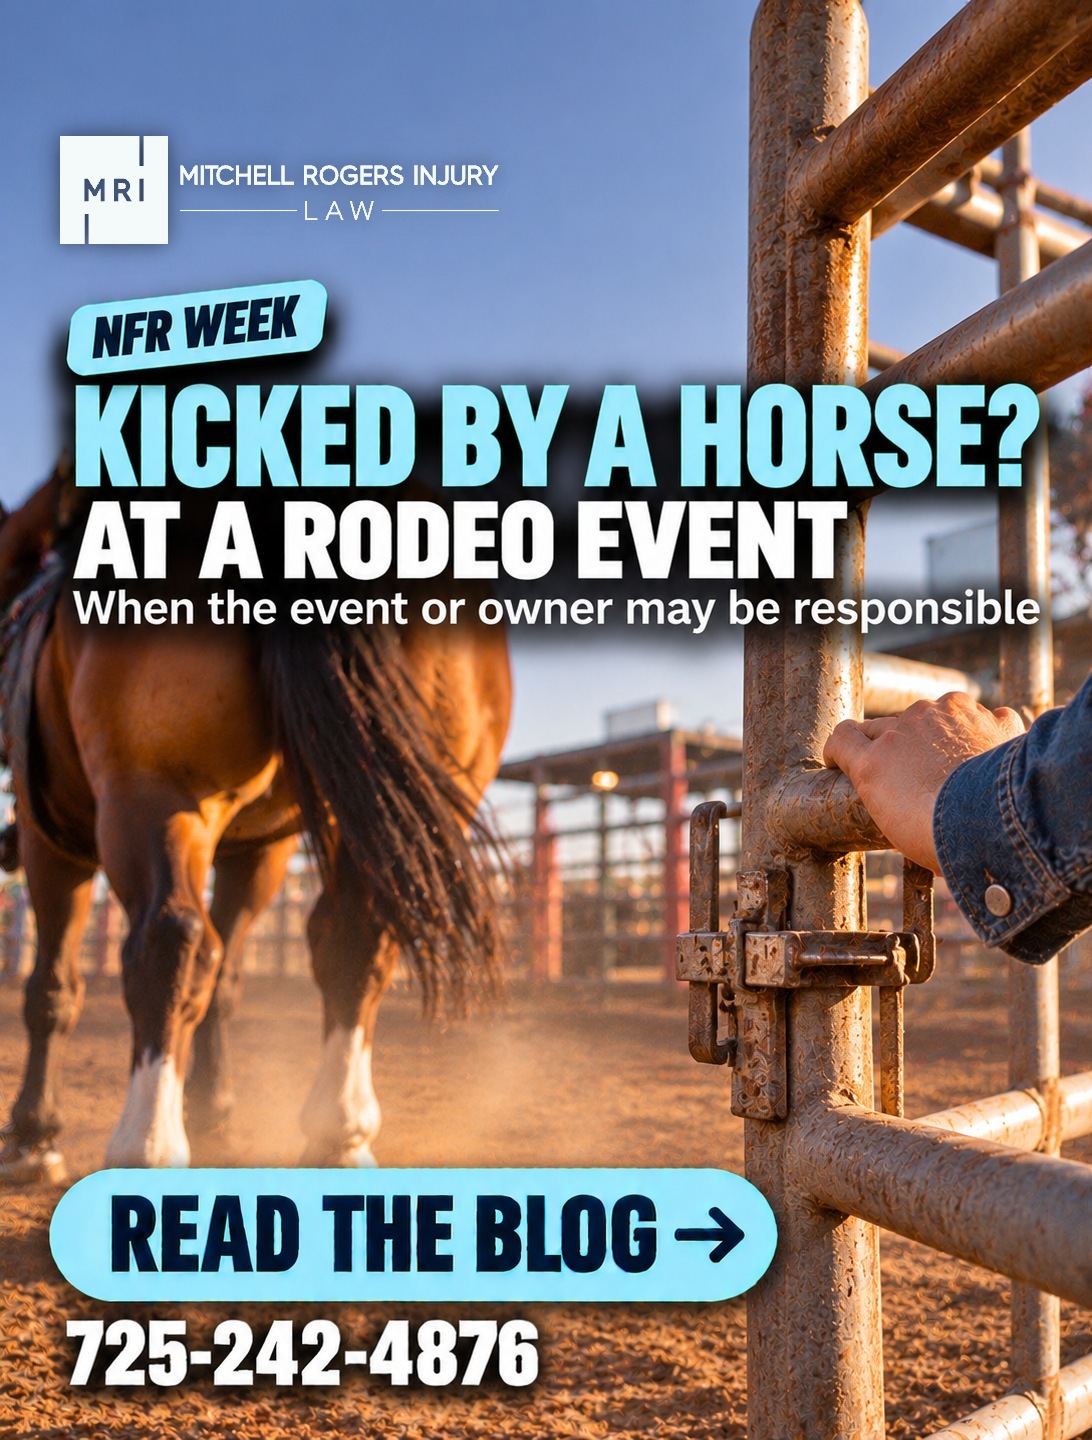 MRI
MITCHELL ROGERS INJURY
LAW
NFR WEEK
KICKED BY A HORSE?
AT A RODEO EVENT
When the event or owner may be responsible
READ THE BLOG →
725-242-4876